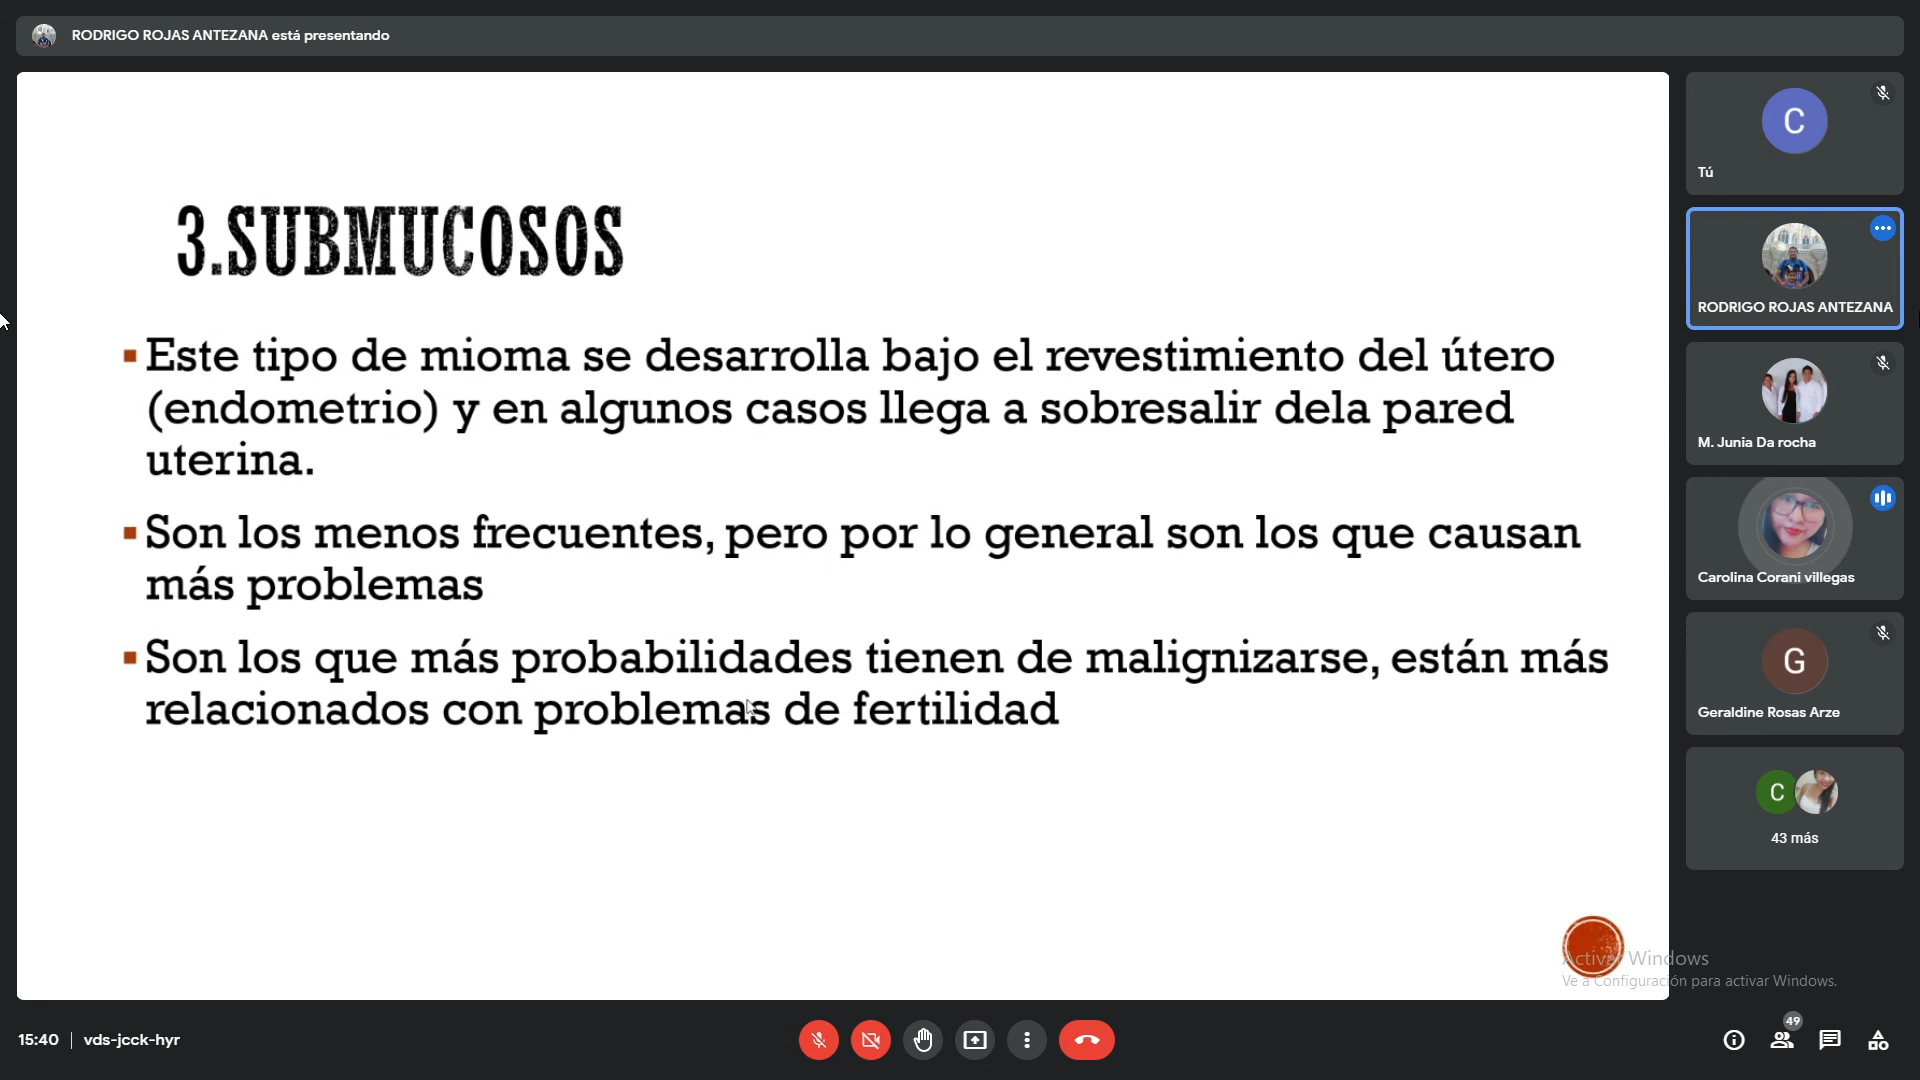 RODRIGO ROJAS ANTEZANA está presentando
3.SUBMUCOSOS
Este tipo de mioma se desarrolla bajo el revestimiento del útero
(endometrio) y en algunos casos llega a sobresalir dela pared
uterina.
Son los menos frecuentes, pero por lo general son los que causan
más problemas
Son los que más probabilidades tienen de malignizarse, están más
relacionados con problemas de fertilidad
C
Tú
RODRIGO ROJAS ANTEZANA
M. Junia Da rocha
Carolina Corani villegas
G
Geraldine Rosas Arze
C
43 más
Activar Windows
Ve a Configuración para activar Windows.
15:40 | vds-jcck-hyr
49